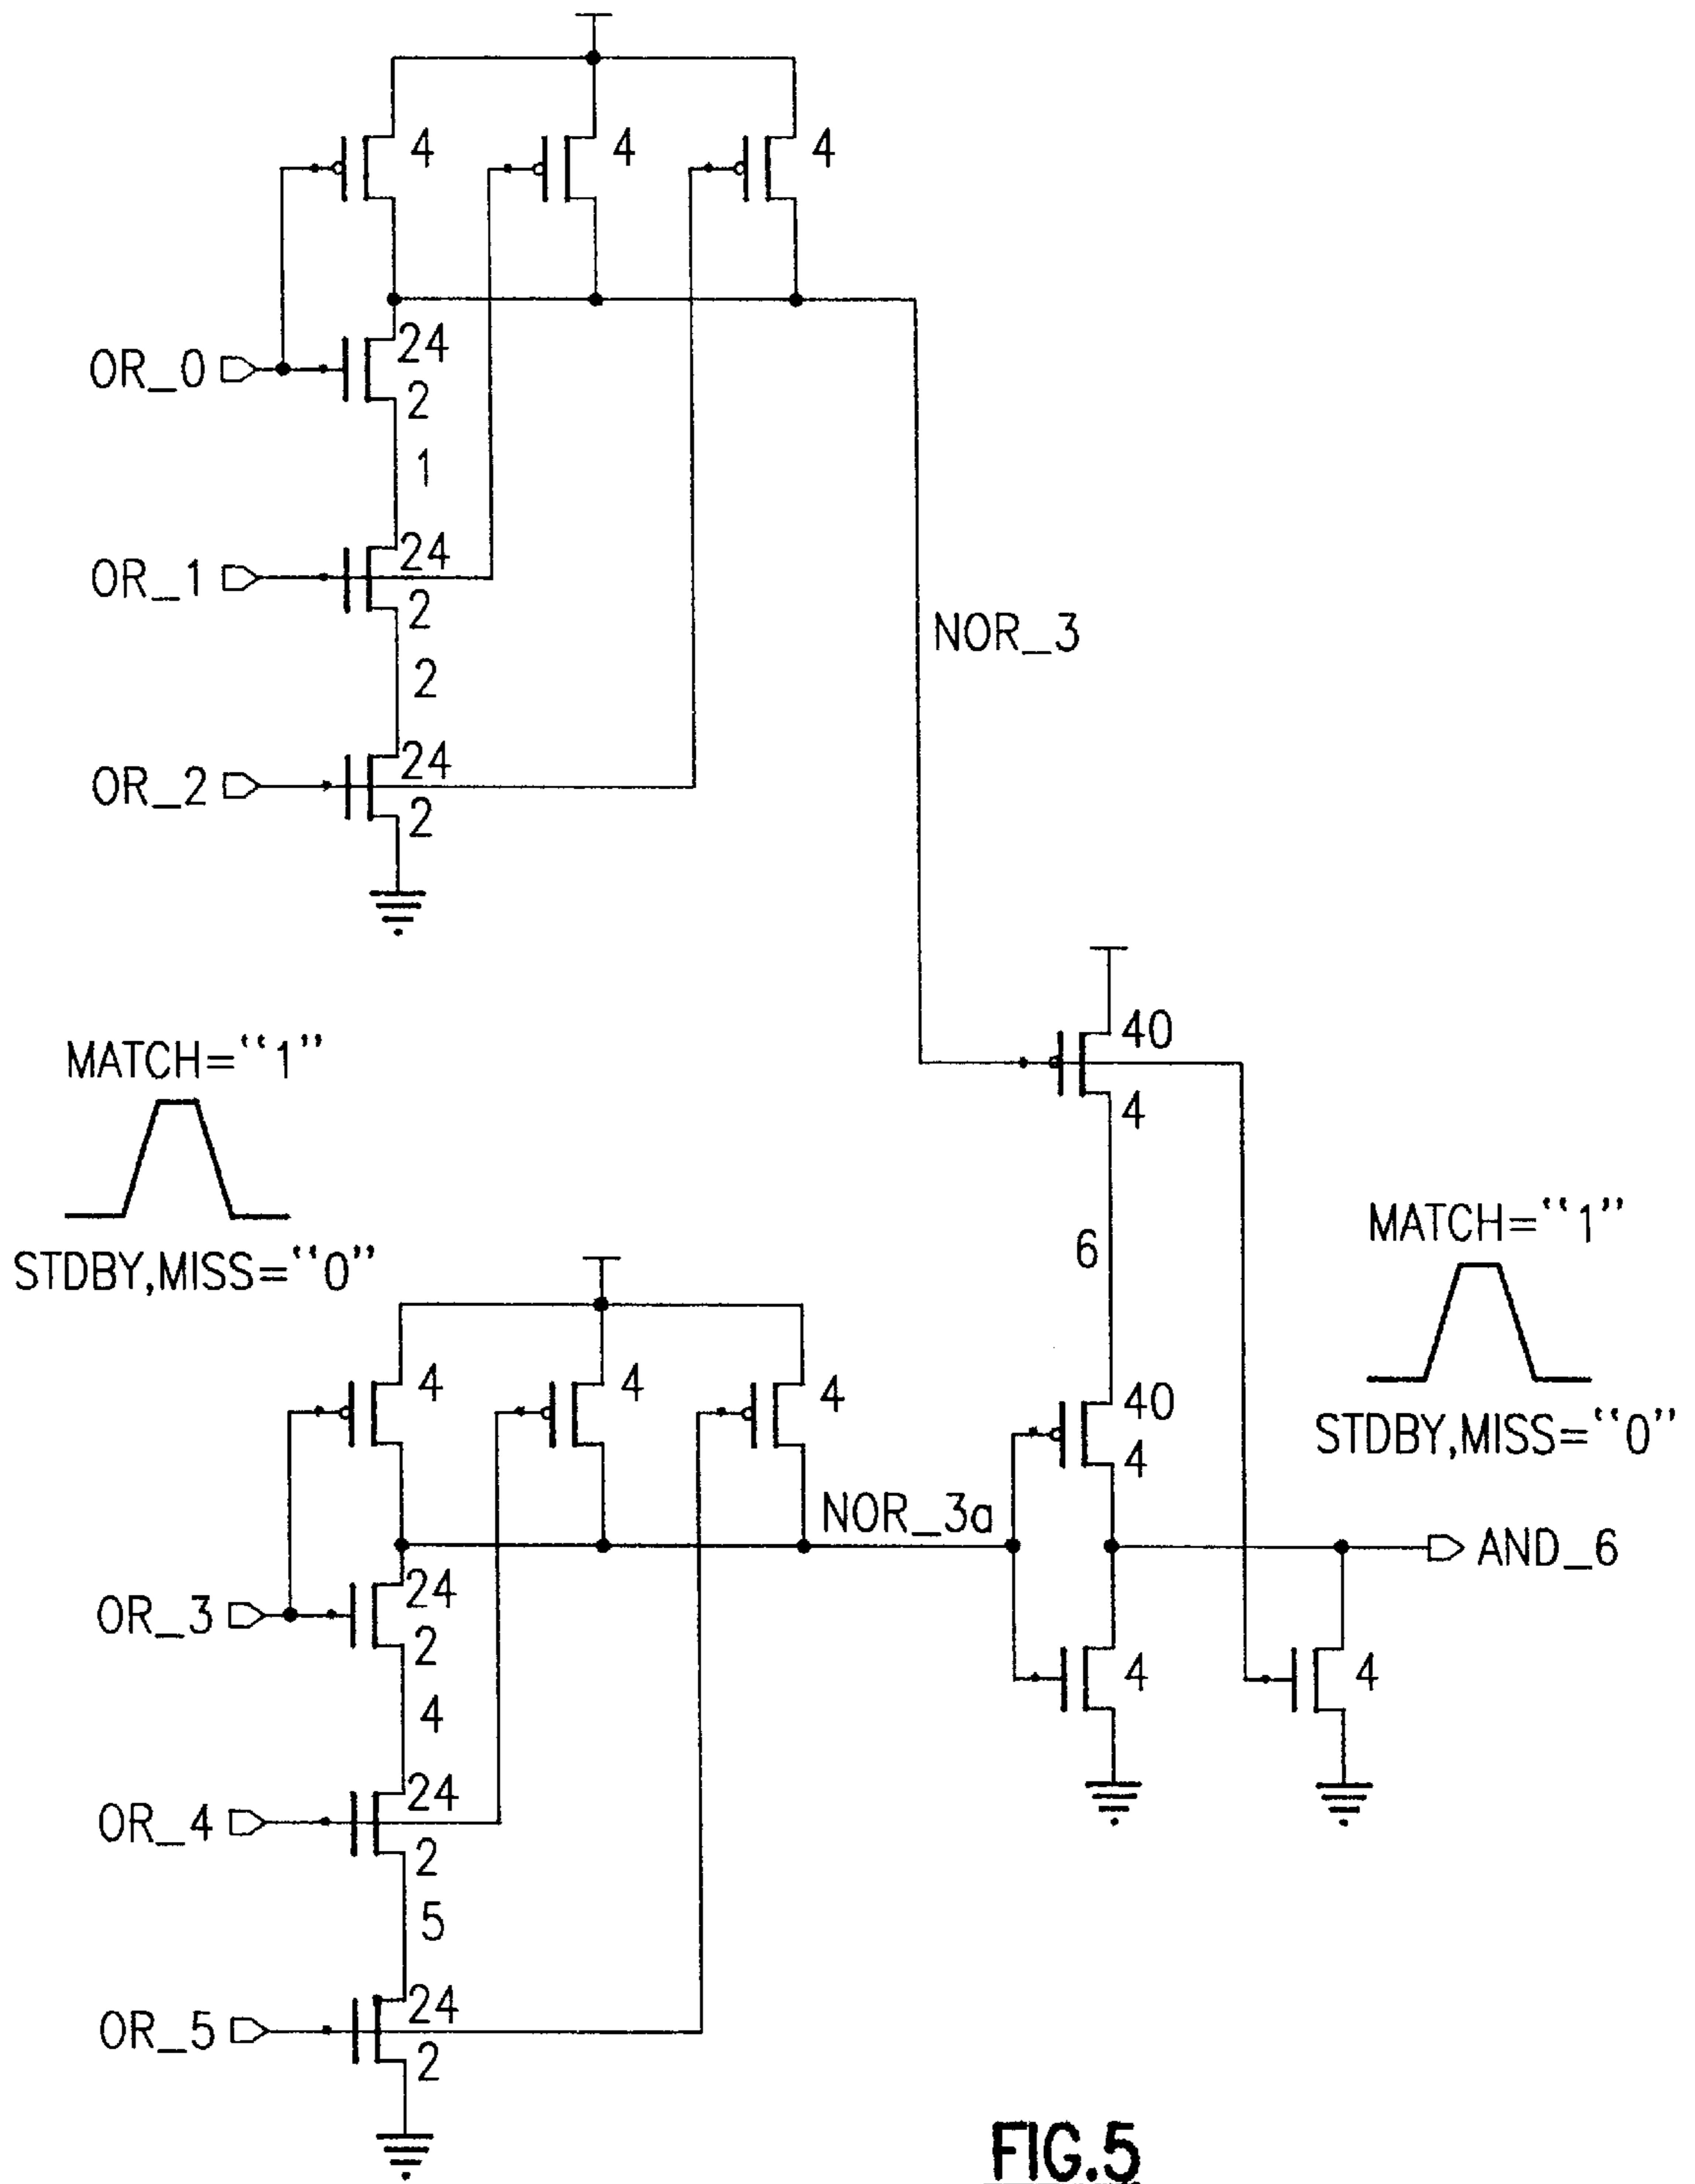 4 4 4
24
OR_0
2
1
24
OR_1
2
NOR_3
2
24
OR_2
2
40
MATCH=“1”
4
MATCH=“1”
6
STDBY,MISS=“0”
4 4 4
40
STDBY,MISS=“0”
4
NOR_3a
AND_6
24
OR_3
2
4 4
4
24
OR_4
2
5
24
OR_5
2
FIG.5